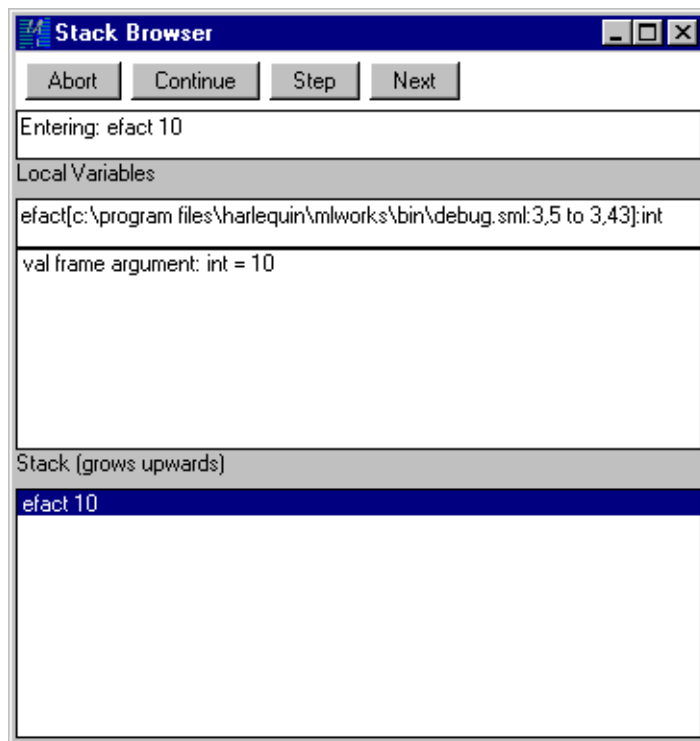 Stack Browser
Abort Continue Step Next
Entering: efact 10
Local Variables
efact[c:\program files\harlequin\mlworks\bin\debug.sml:3,5 to 3,43]:int
val frame argument: int = 10
Stack (grows upwards)
efact 10